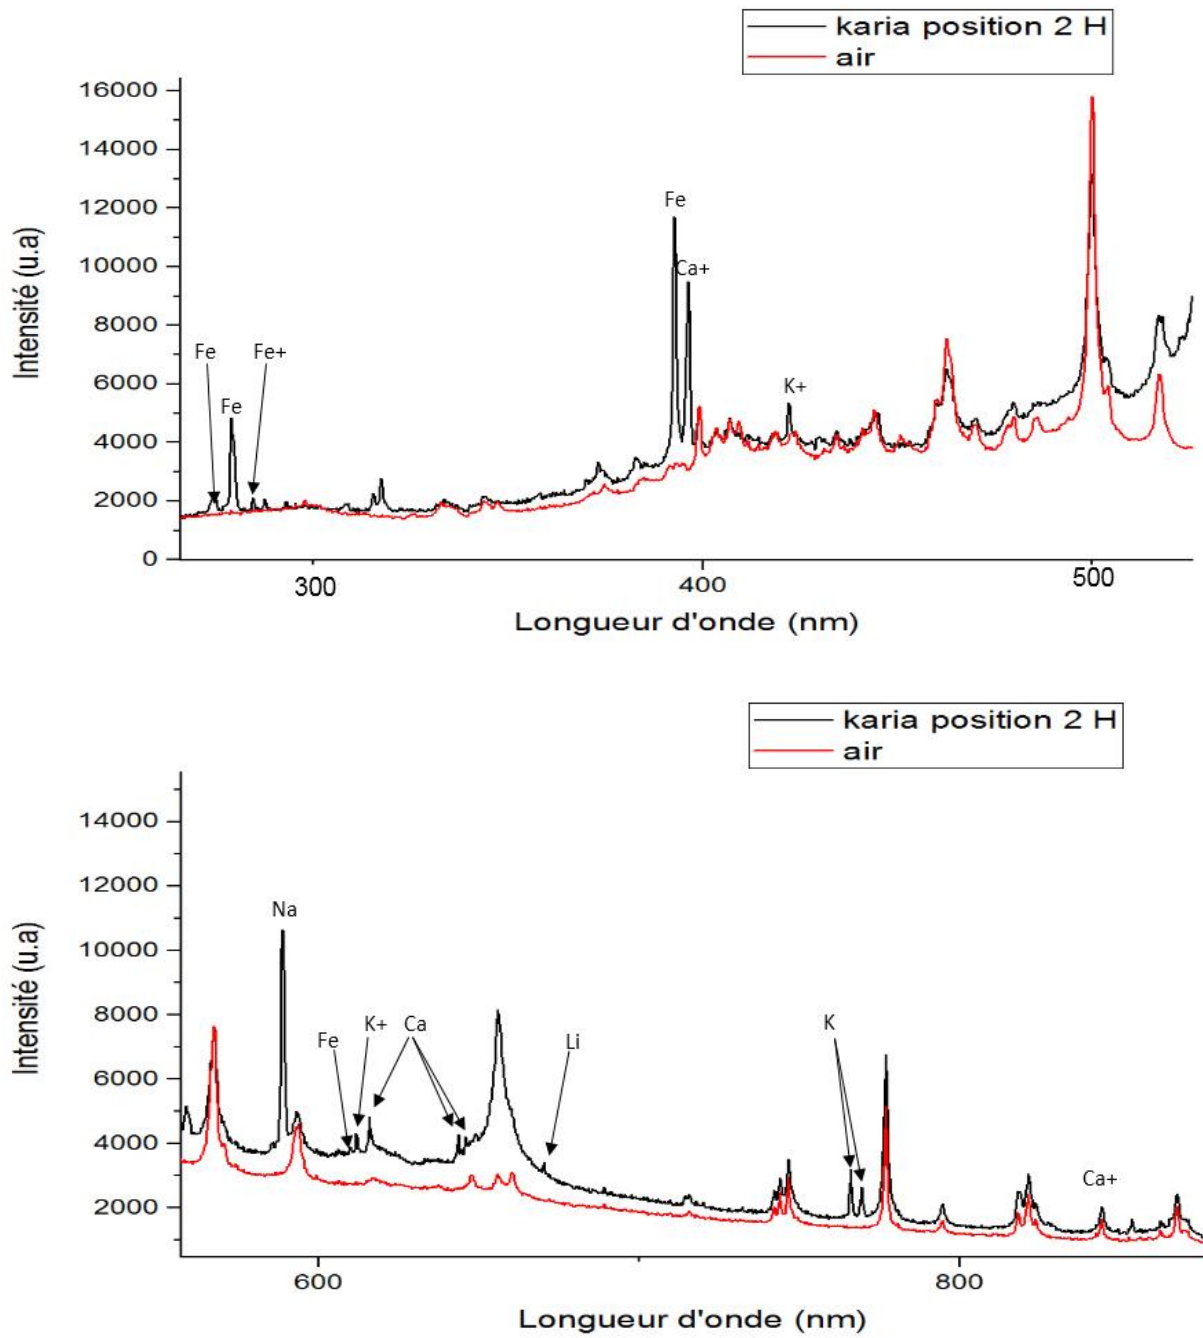 karia position 2 H
air
16000
14000
12000
10000
8000
6000
4000
2000
0
Intensité (u.a)
Fe
Fe
Fe+
Fe
Ca+
K+
300
400
500
Longueur d'onde (nm)
karia position 2 H
air
14000
12000
10000
8000
6000
4000
2000
Intensité (u.a)
Na
Fe
K+
Ca
Li
K
Ca+
600
800
Longueur d'onde (nm)